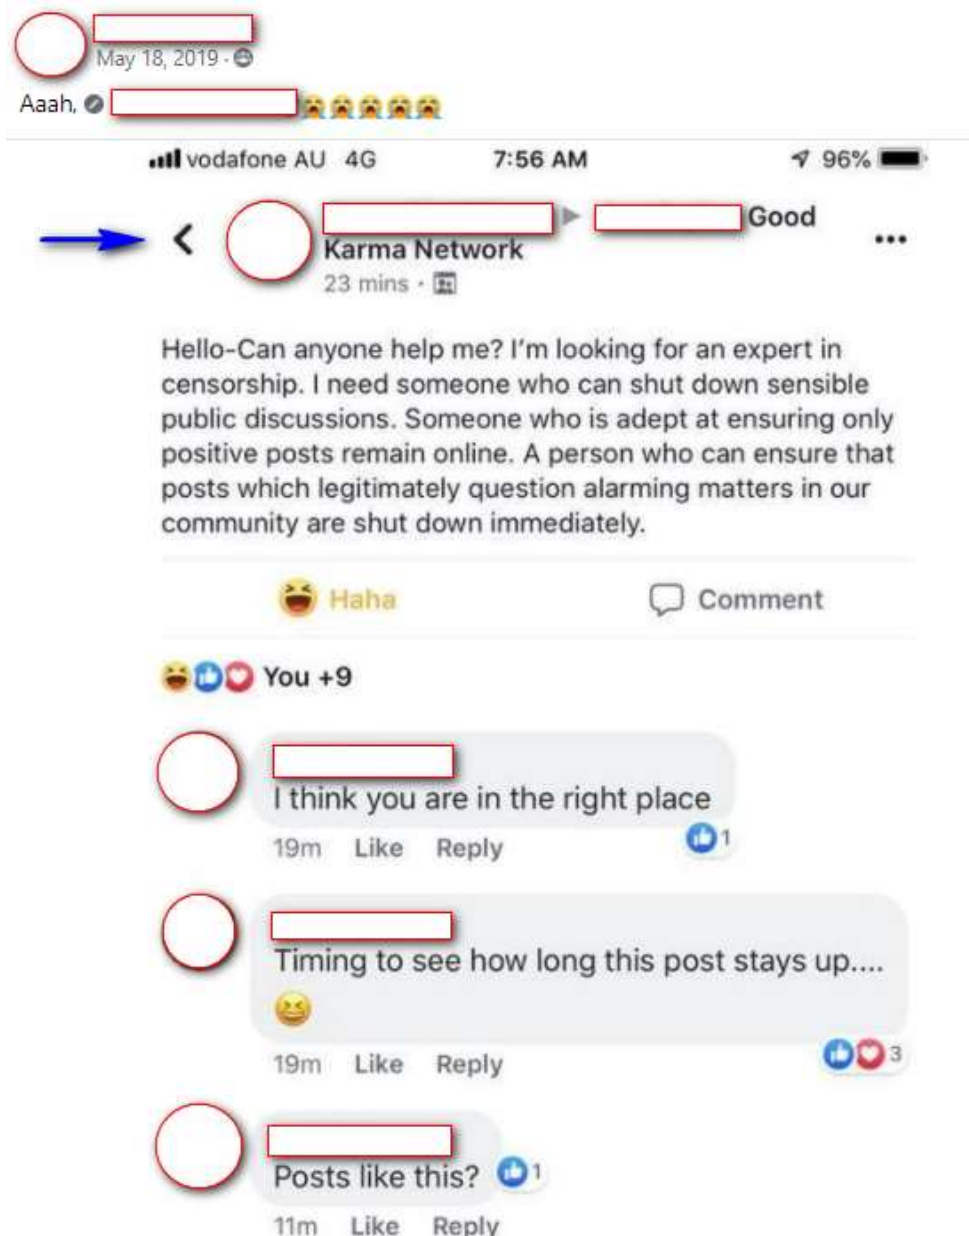 May 18, 2019 ·
Aaah, 😭😭😭😭😭
vodafone AU 4G 7:56 AM 96%
Good
Karma Network
23 mins ·
Hello-Can anyone help me? I'm looking for an expert in
censorship. I need someone who can shut down sensible
public discussions. Someone who is adept at ensuring only
positive posts remain online. A person who can ensure that
posts which legitimately question alarming matters in our
community are shut down immediately.
Haha Comment
You +9
I think you are in the right place
19m Like Reply 1
Timing to see how long this post stays up....
😆
19m Like Reply 3
Posts like this? 1
11m Like Reply